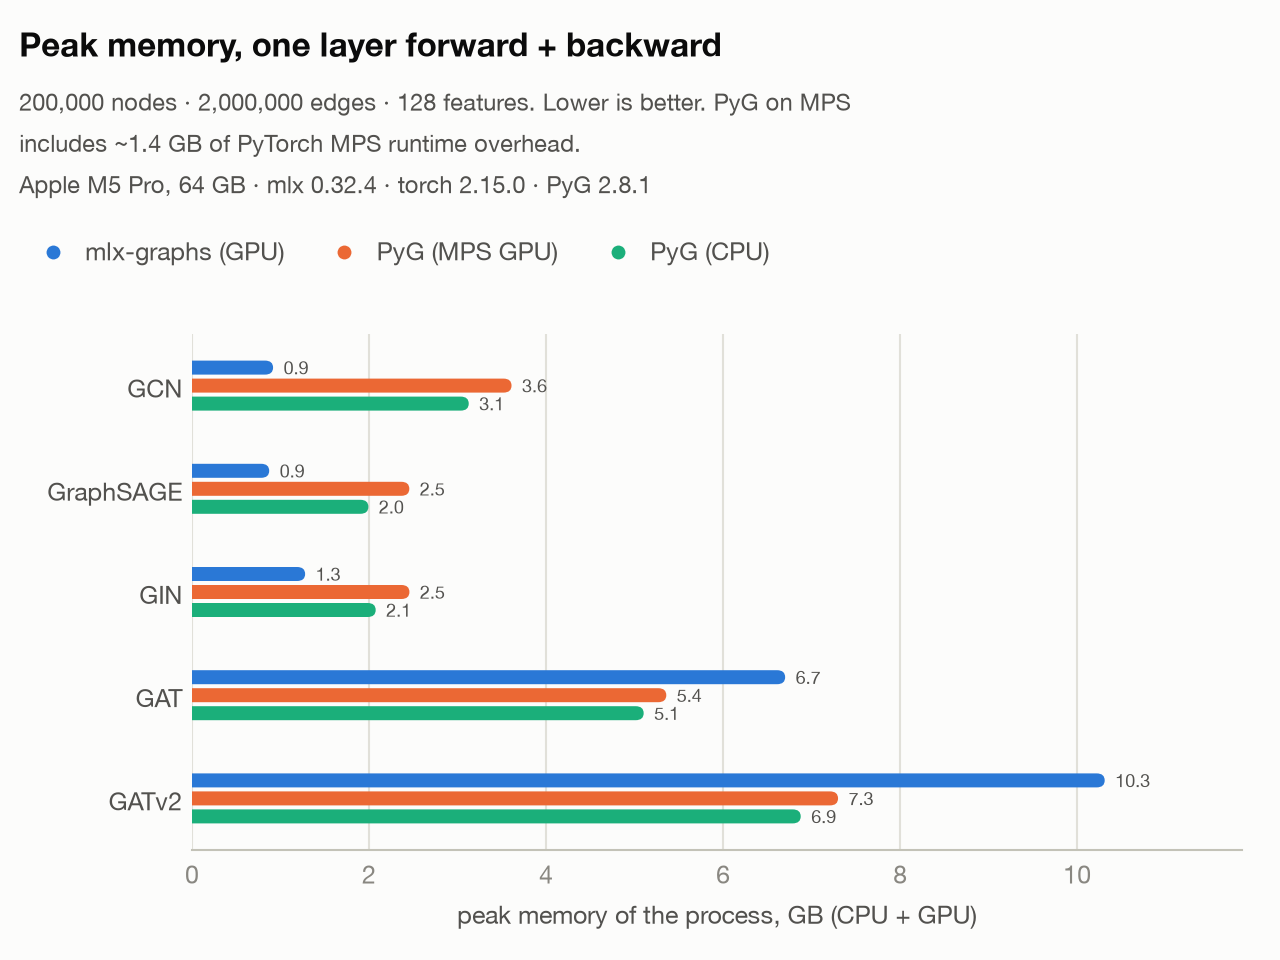 Peak memory, one layer forward + backward
200,000 nodes · 2,000,000 edges · 128 features. Lower is better. PyG on MPS
includes ~1.4 GB of PyTorch MPS runtime overhead.
Apple M5 Pro, 64 GB · mlx 0.32.4 · torch 2.15.0 · PyG 2.8.1
mlx-graphs (GPU) PyG (MPS GPU) PyG (CPU)
GCN
0.9
3.6
3.1
GraphSAGE
0.9
2.5
2.0
GIN
1.3
2.5
2.1
GAT
6.7
5.4
5.1
GATv2
10.3
7.3
6.9
0 2 4 6 8 10
peak memory of the process, GB (CPU + GPU)